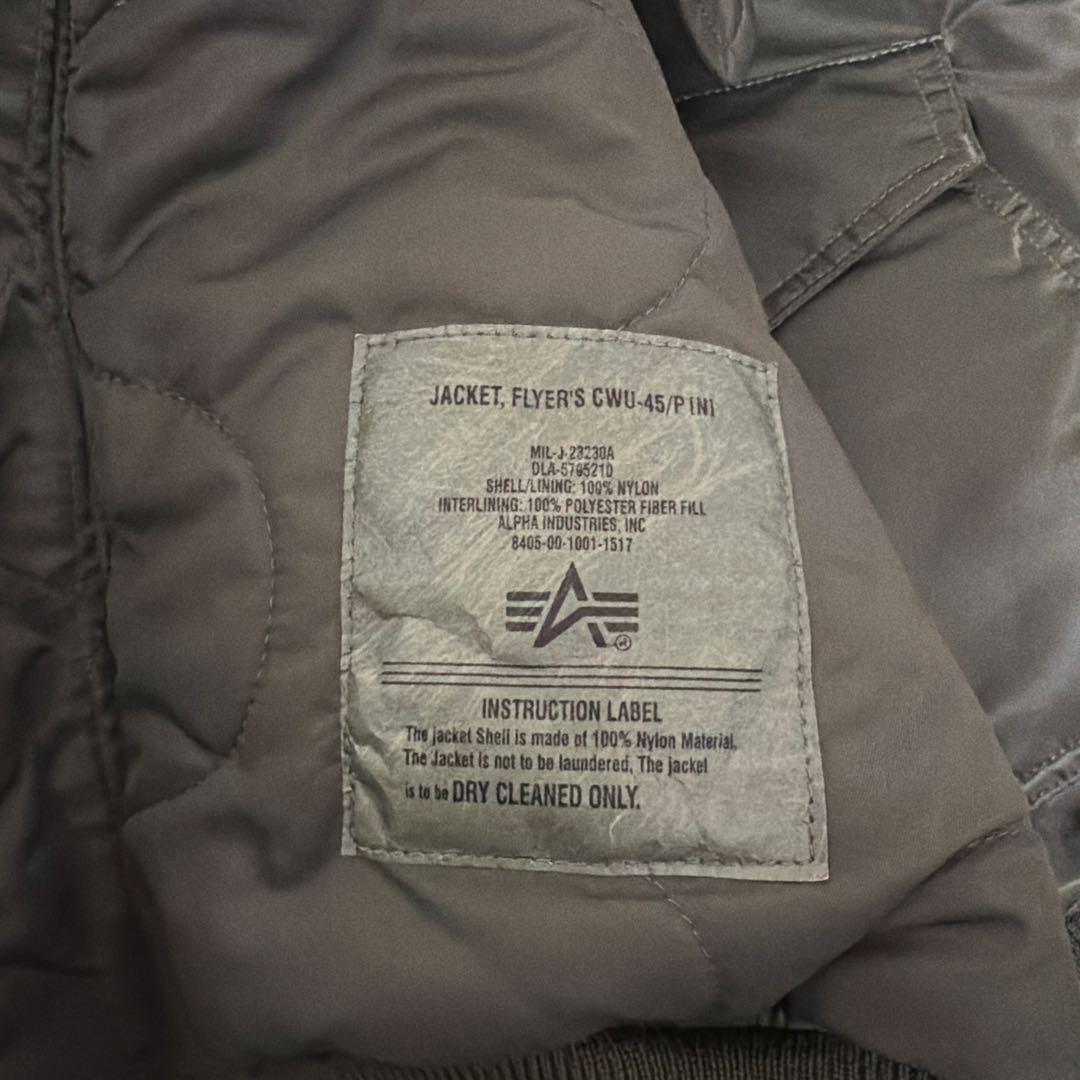 JACKET, FLYER'S CWU-45/P [N]
MIL-J-23230A
DLA-5765210
SHELL/LINING: 100% NYLON
INTERLINING: 100% POLYESTER FIBER FILL
ALPHA INDUSTRIES, INC
8405-00-1001-1517
®
INSTRUCTION LABEL
The jacket Shell is made of 100% Nylon Material.
The Jacket is not to be laundered, The jacket
is to be DRY CLEANED ONLY.